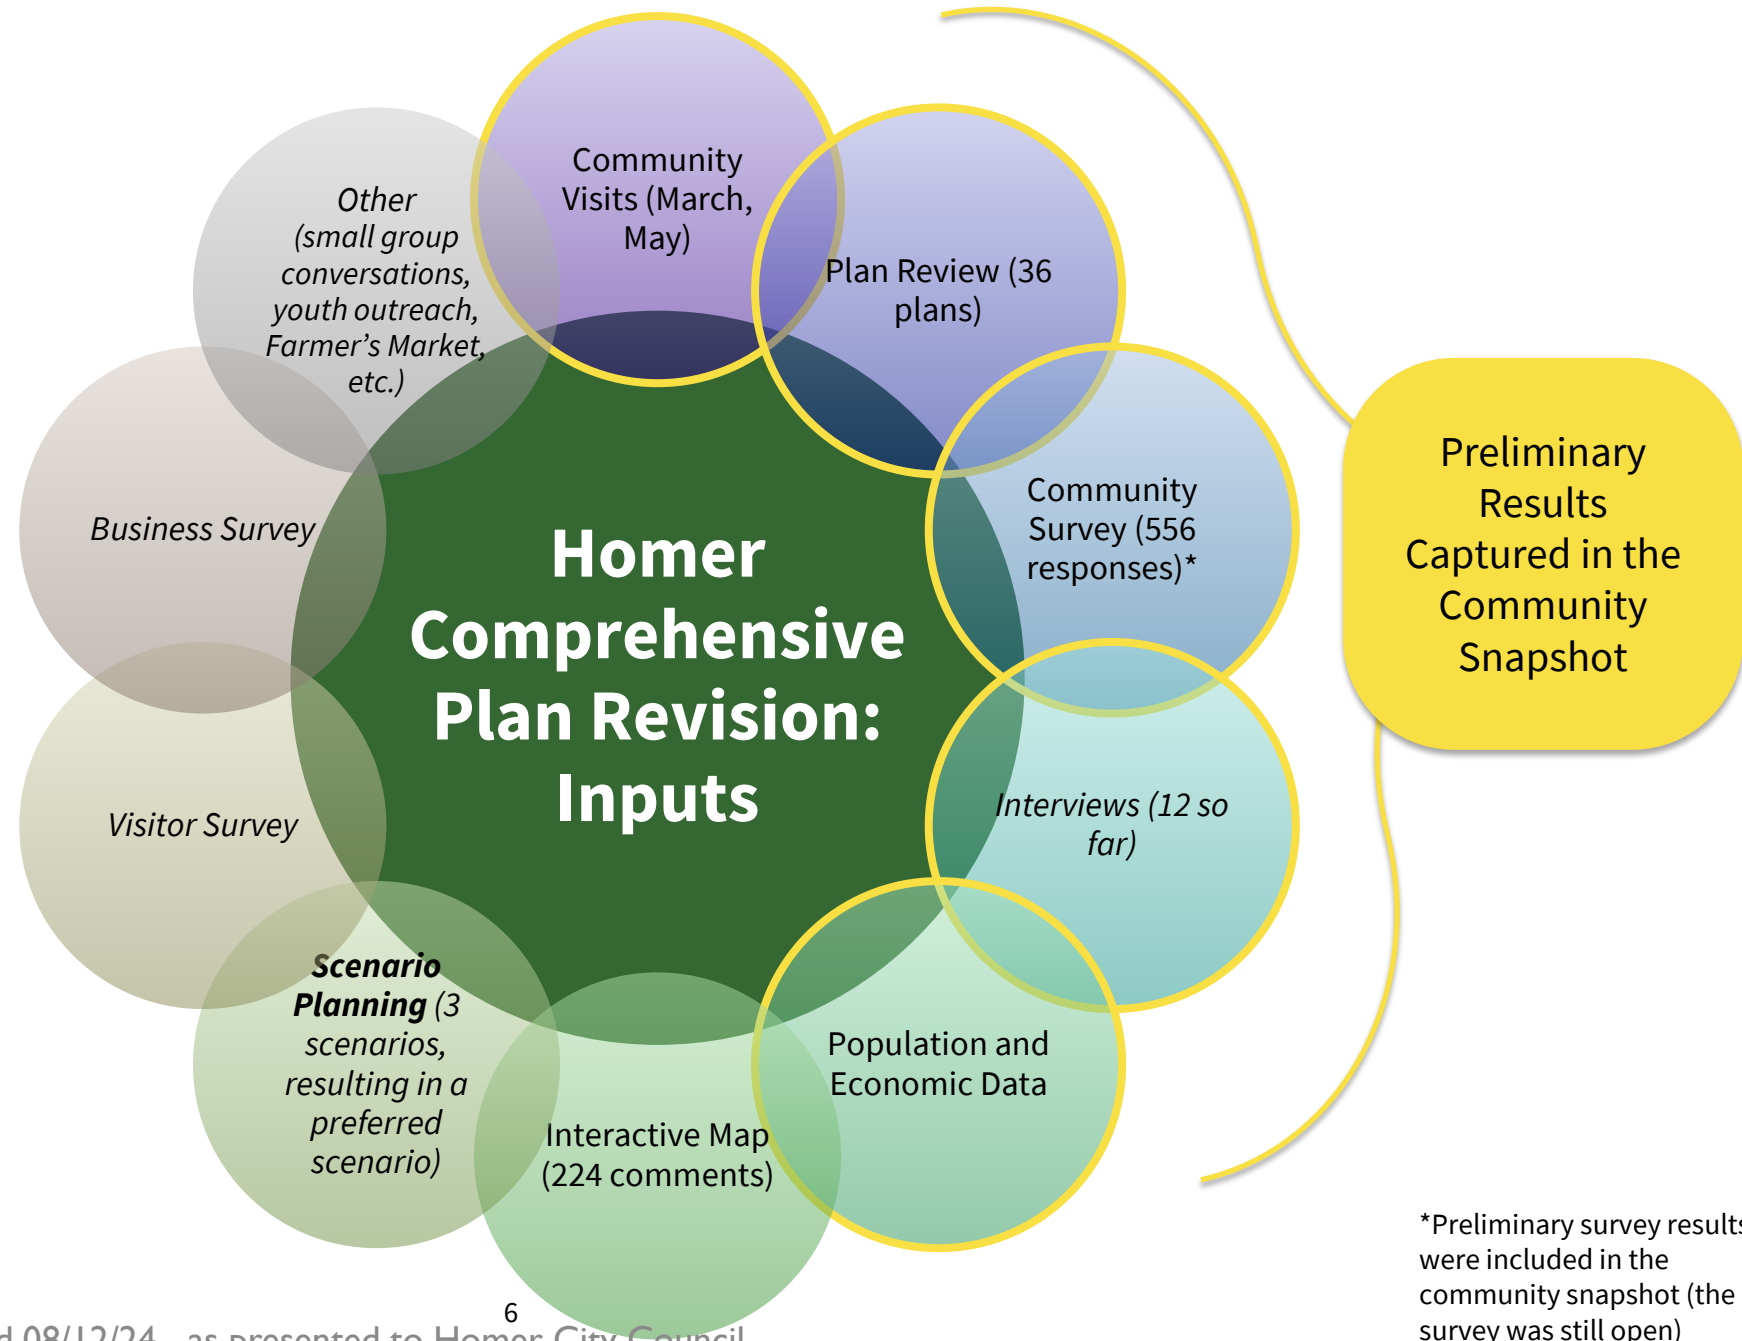 Community
Visits (March,
May)
Plan Review (36
plans)
Community
Survey (556
responses)*
Interviews (12 so
far)
Population and
Economic Data
Interactive Map
(224 comments)
Scenario
Planning (3
scenarios,
resulting in a
preferred
scenario)
Visitor Survey
Business Survey
Other
(small group
conversations,
youth outreach,
Farmer’s Market,
etc.)
Homer
Comprehensive
Plan Revision:
Inputs
Preliminary
Results
Captured in the
Community
Snapshot
*Preliminary survey results
were included in the
community snapshot (the
survey was still open)
6
08/12/24 as presented to Homer City Council